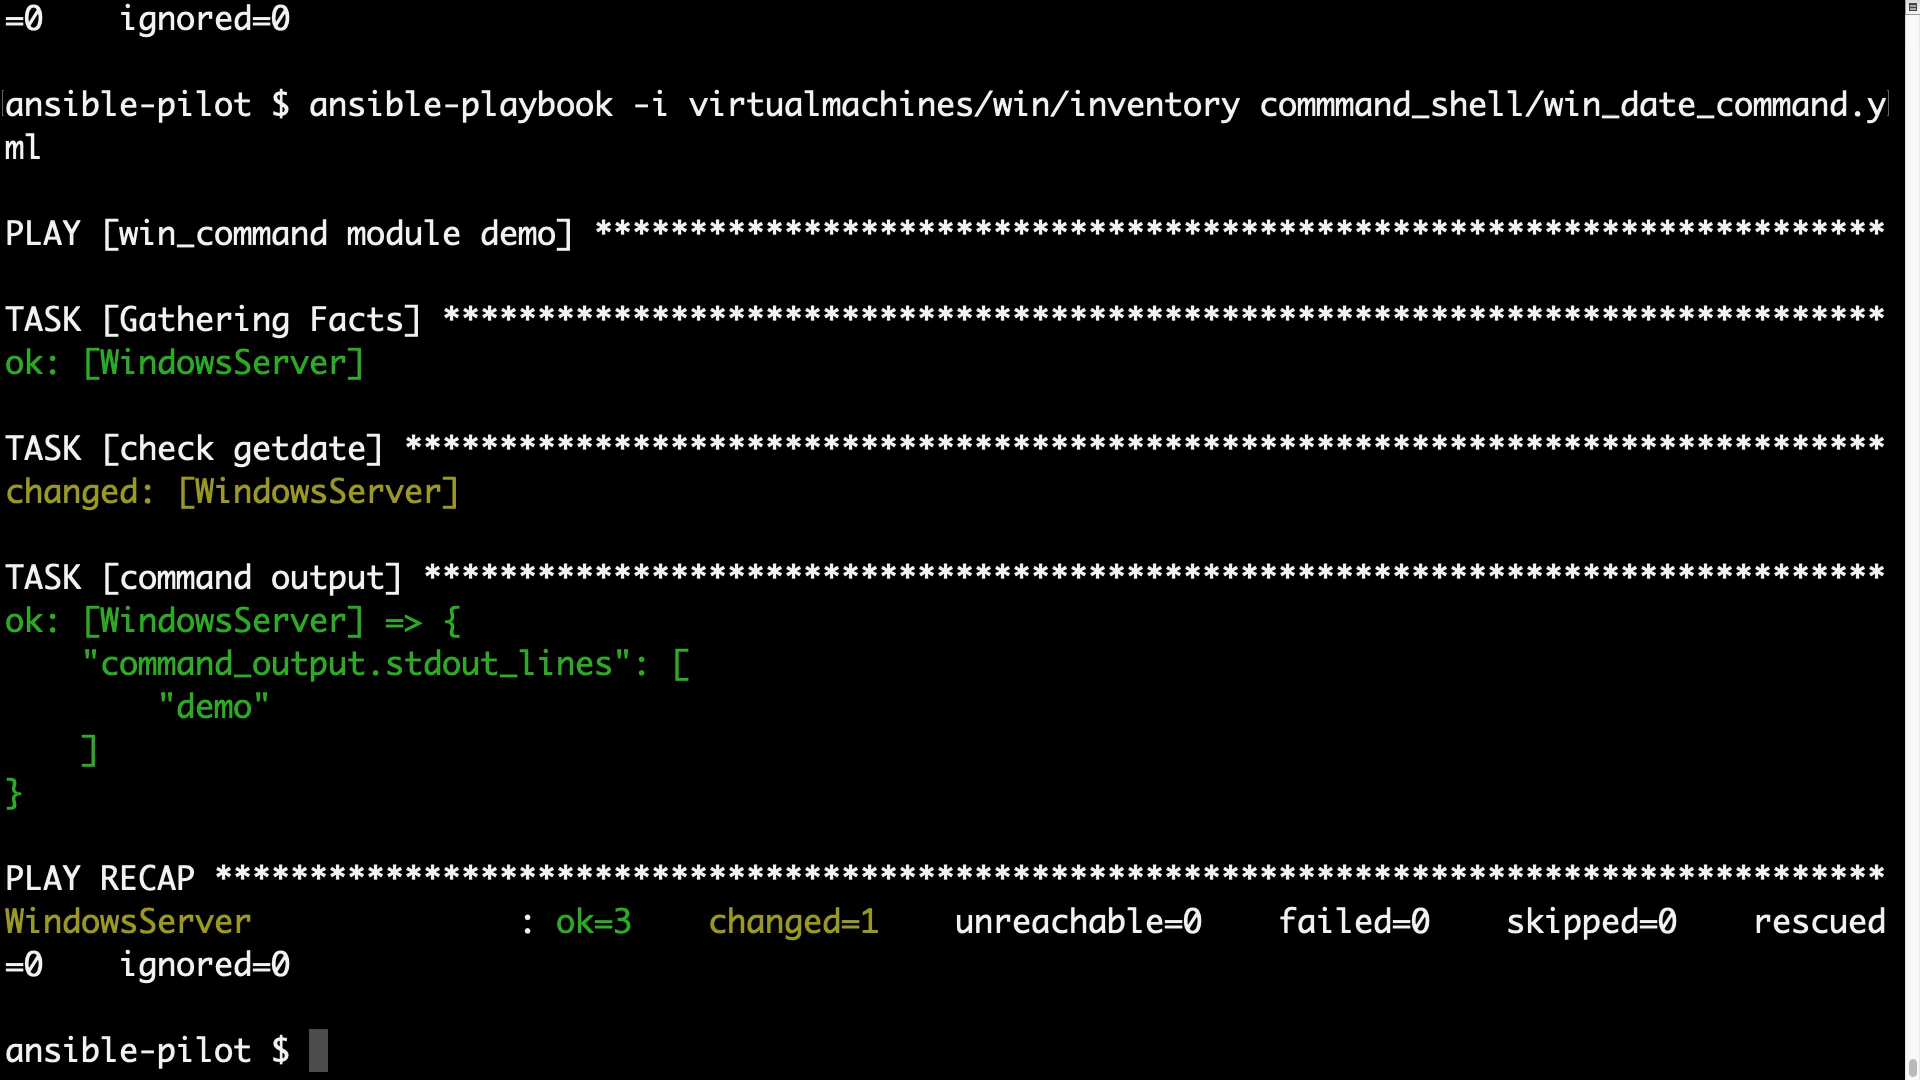 =0    ignored=0
ansible-pilot $ ansible-playbook -i virtualmachines/win/inventory commmand_shell/win_date_command.y
ml
PLAY [win_command module demo] ********************************************************************
TASK [Gathering Facts] ****************************************************************************
ok: [WindowsServer]
TASK [check getdate] ******************************************************************************
changed: [WindowsServer]
TASK [command output] *****************************************************************************
ok: [WindowsServer] => {
    "command_output.stdout_lines": [
        "demo"
    ]
}
PLAY RECAP ****************************************************************************************
WindowsServer              : ok=3    changed=1    unreachable=0    failed=0    skipped=0    rescued
=0    ignored=0
ansible-pilot $